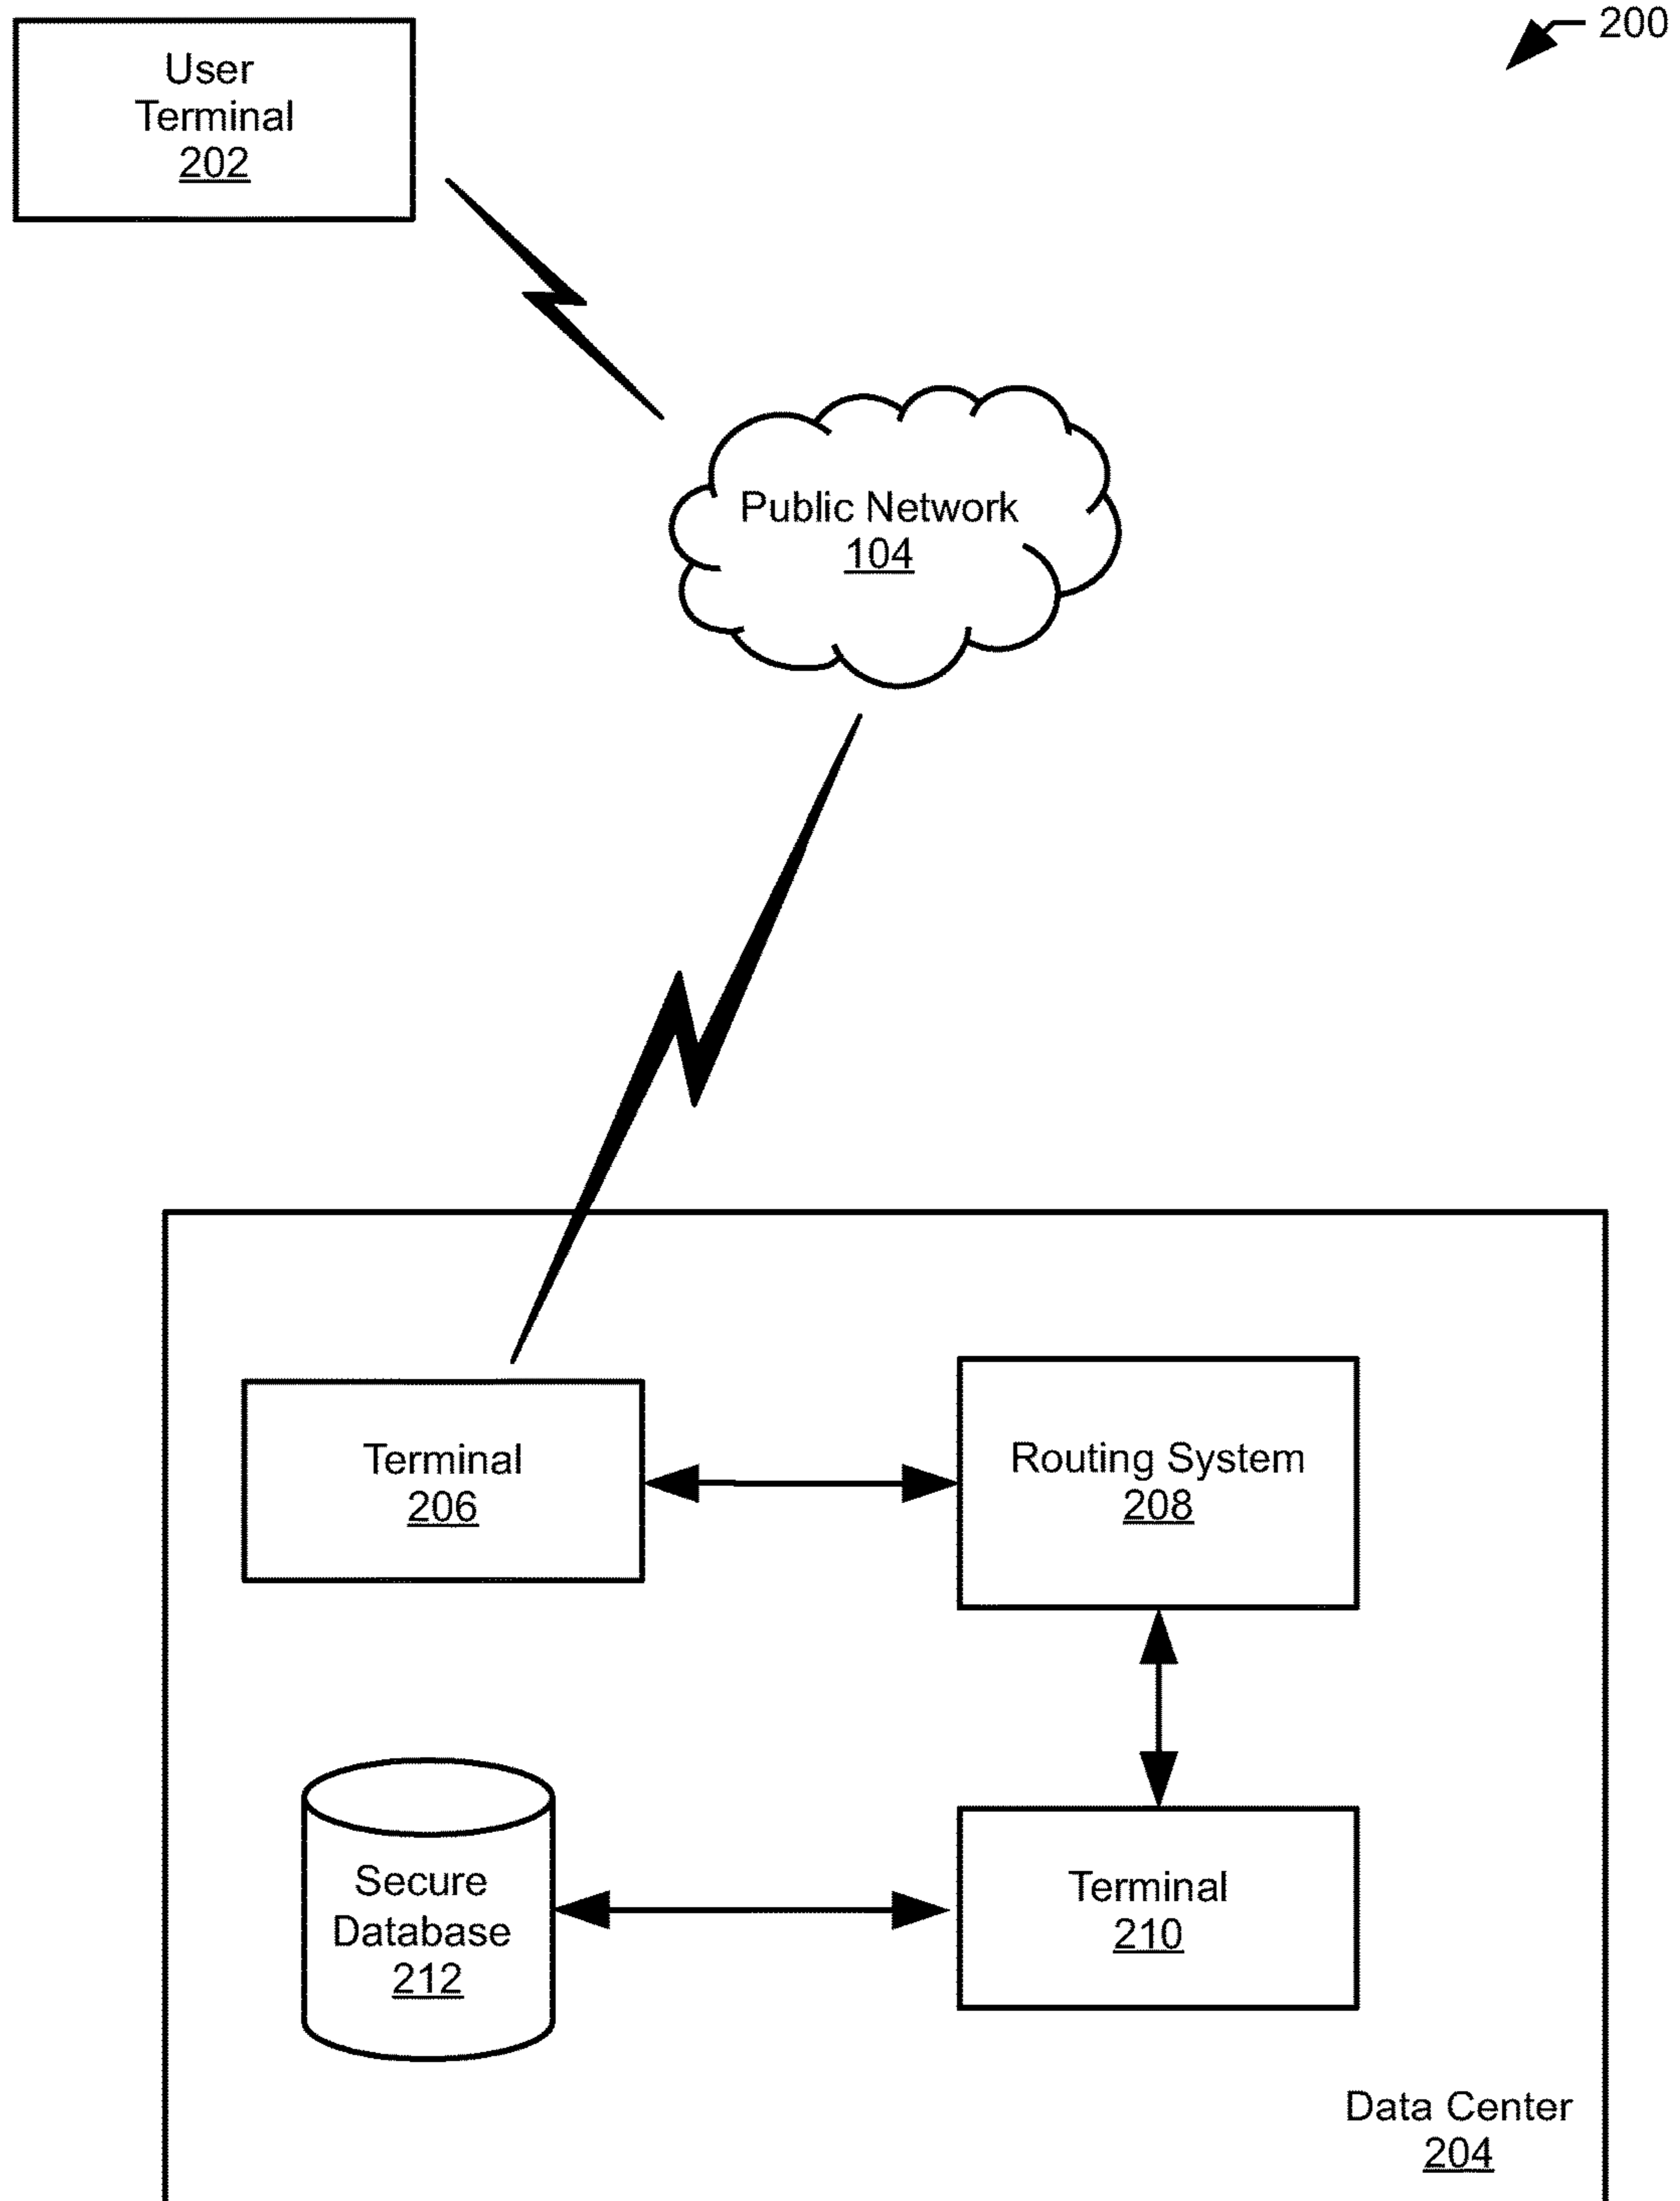 200
User
Terminal
202
Public Network
104
Terminal
206
Routing System
208
Secure
Database
212
Terminal
210
Data Center
204